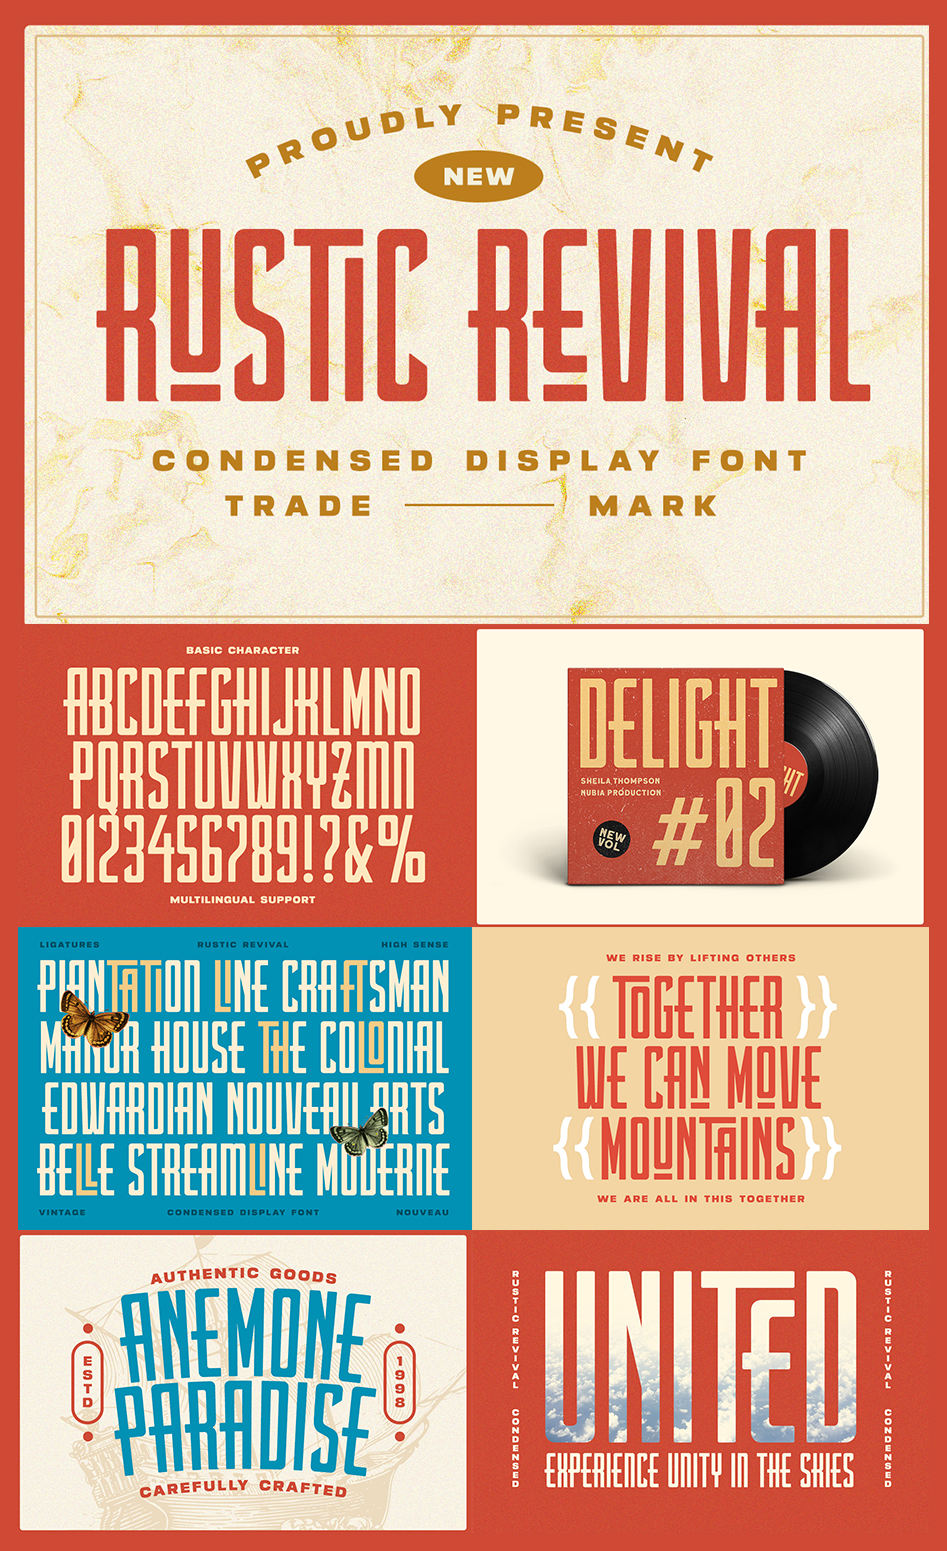 PROUDLY PRESENT
NEW
RUSTIC REVIVAL
CONDENSED DISPLAY FONT
TRADE MARK
BASIC CHARACTER
ABCDEFGHIJKLMNO
PQRSTUVWXYZMN
0123456789!?&%
MULTILINGUAL SUPPORT
DELIGHT
SHEILA THOMPSON
NUBIA PRODUCTION
#02
NEW
VOL
HT
LIGATURES RUSTIC REVIVAL HIGH SENSE
PLANTATION LINE CRAFTSMAN
MANOR HOUSE THE COLONIAL
EDWARDIAN NOUVEAU ARTS
BELLE STREAMLINE MODERNE
VINTAGE CONDENSED DISPLAY FONT NOUVEAU
WE RISE BY LIFTING OTHERS
{{ TOGETHER }}
WE CAN MOVE
{{ MOUNTAINS }}
WE ARE ALL IN THIS TOGETHER
AUTHENTIC GOODS
ANEMONE
ESTD
1998
PARADISE
CAREFULLY CRAFTED
RUSTIC REVIVAL CONDENSED
UNITED
EXPERIENCE UNITY IN THE SKIES
RUSTIC REVIVAL CONDENSED